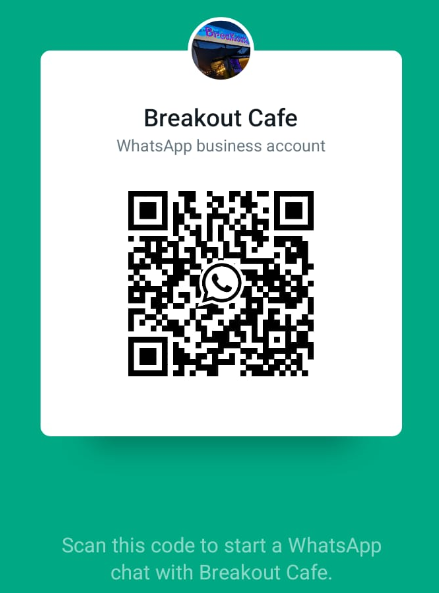 Breakout Cafe
WhatsApp business account
Scan this code to start a WhatsApp
chat with Breakout Cafe.